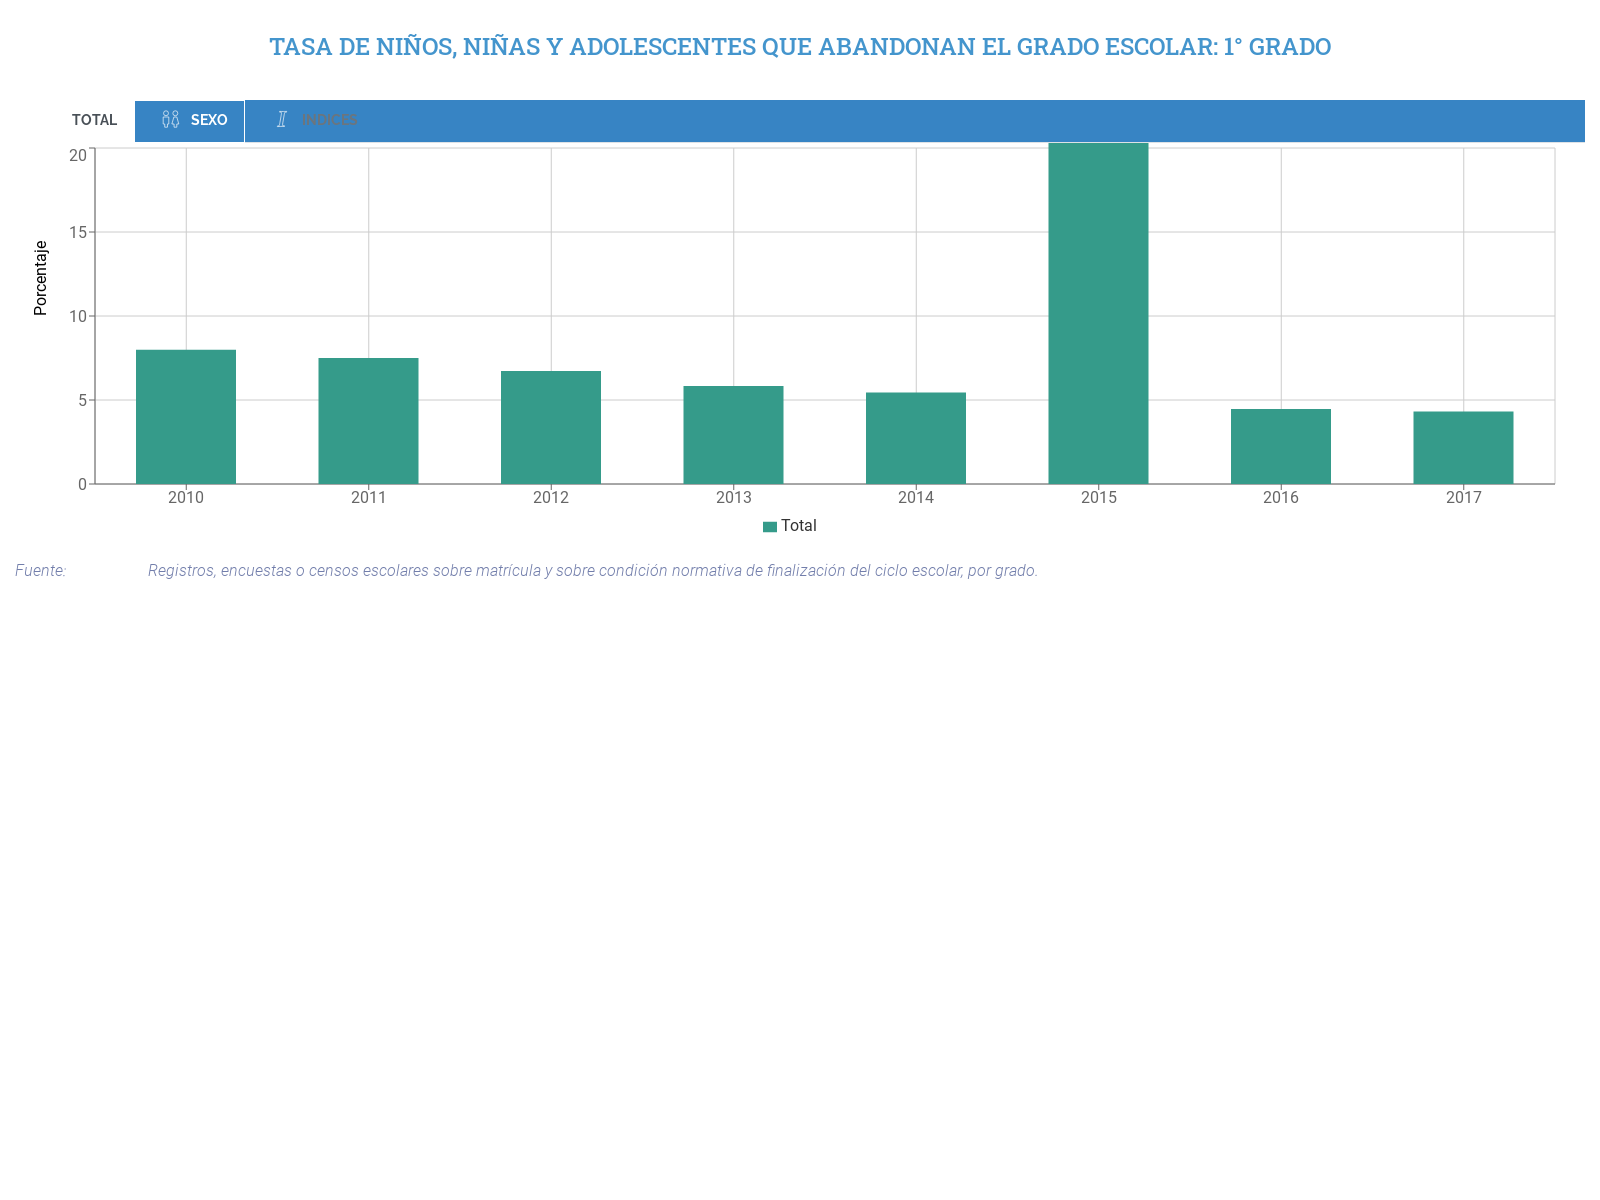 TASA DE NIÑOS, NIÑAS Y ADOLESCENTES QUE ABANDONAN EL GRADO ESCOLAR: 1° GRADO
TOTAL SEXO INDICES
20
15
10
5
0
Porcentaje
2010 2011 2012 2013 2014 2015 2016 2017
Total
Fuente: Registros, encuestas o censos escolares sobre matrícula y sobre condición normativa de finalización del ciclo escolar, por grado.